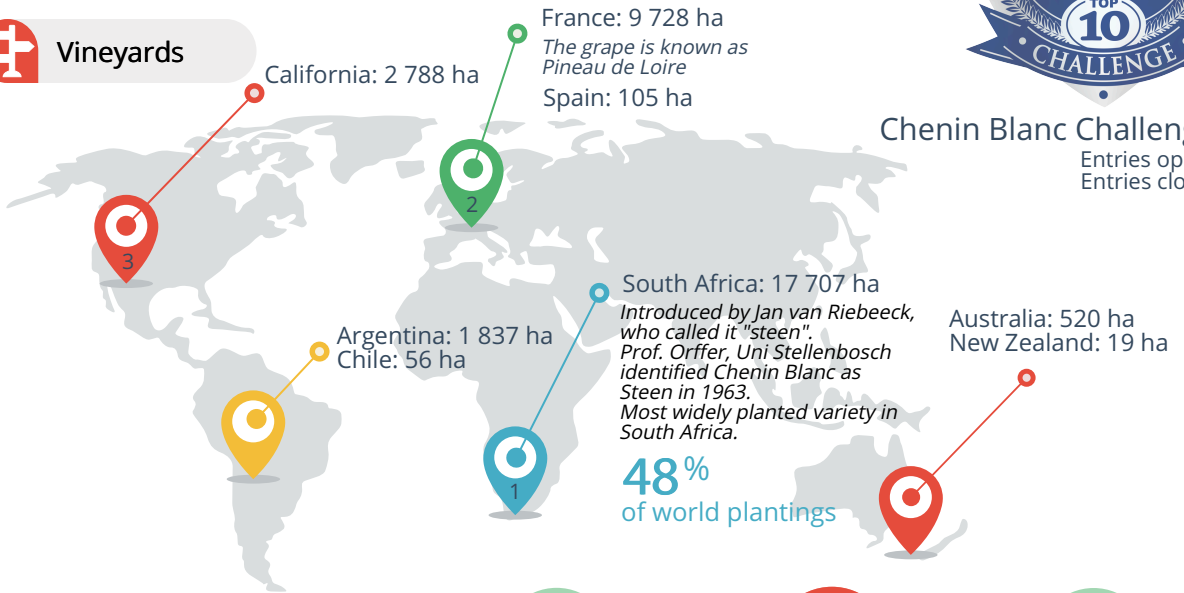 Vineyards
California: 2 788 ha
France: 9 728 ha
The grape is known as
Pineau de Loire
Spain: 105 ha
TOP
10
CHALLENGE
Chenin Blanc Challeng
Entries op
Entries clo
2
3
South Africa: 17 707 ha
Introduced by Jan van Riebeeck,
who called it "steen".
Prof. Orffer, Uni Stellenbosch
identified Chenin Blanc as
Steen in 1963.
Most widely planted variety in
South Africa.
48%
of world plantings
Argentina: 1 837 ha
Chile: 56 ha
Australia: 520 ha
New Zealand: 19 ha
1